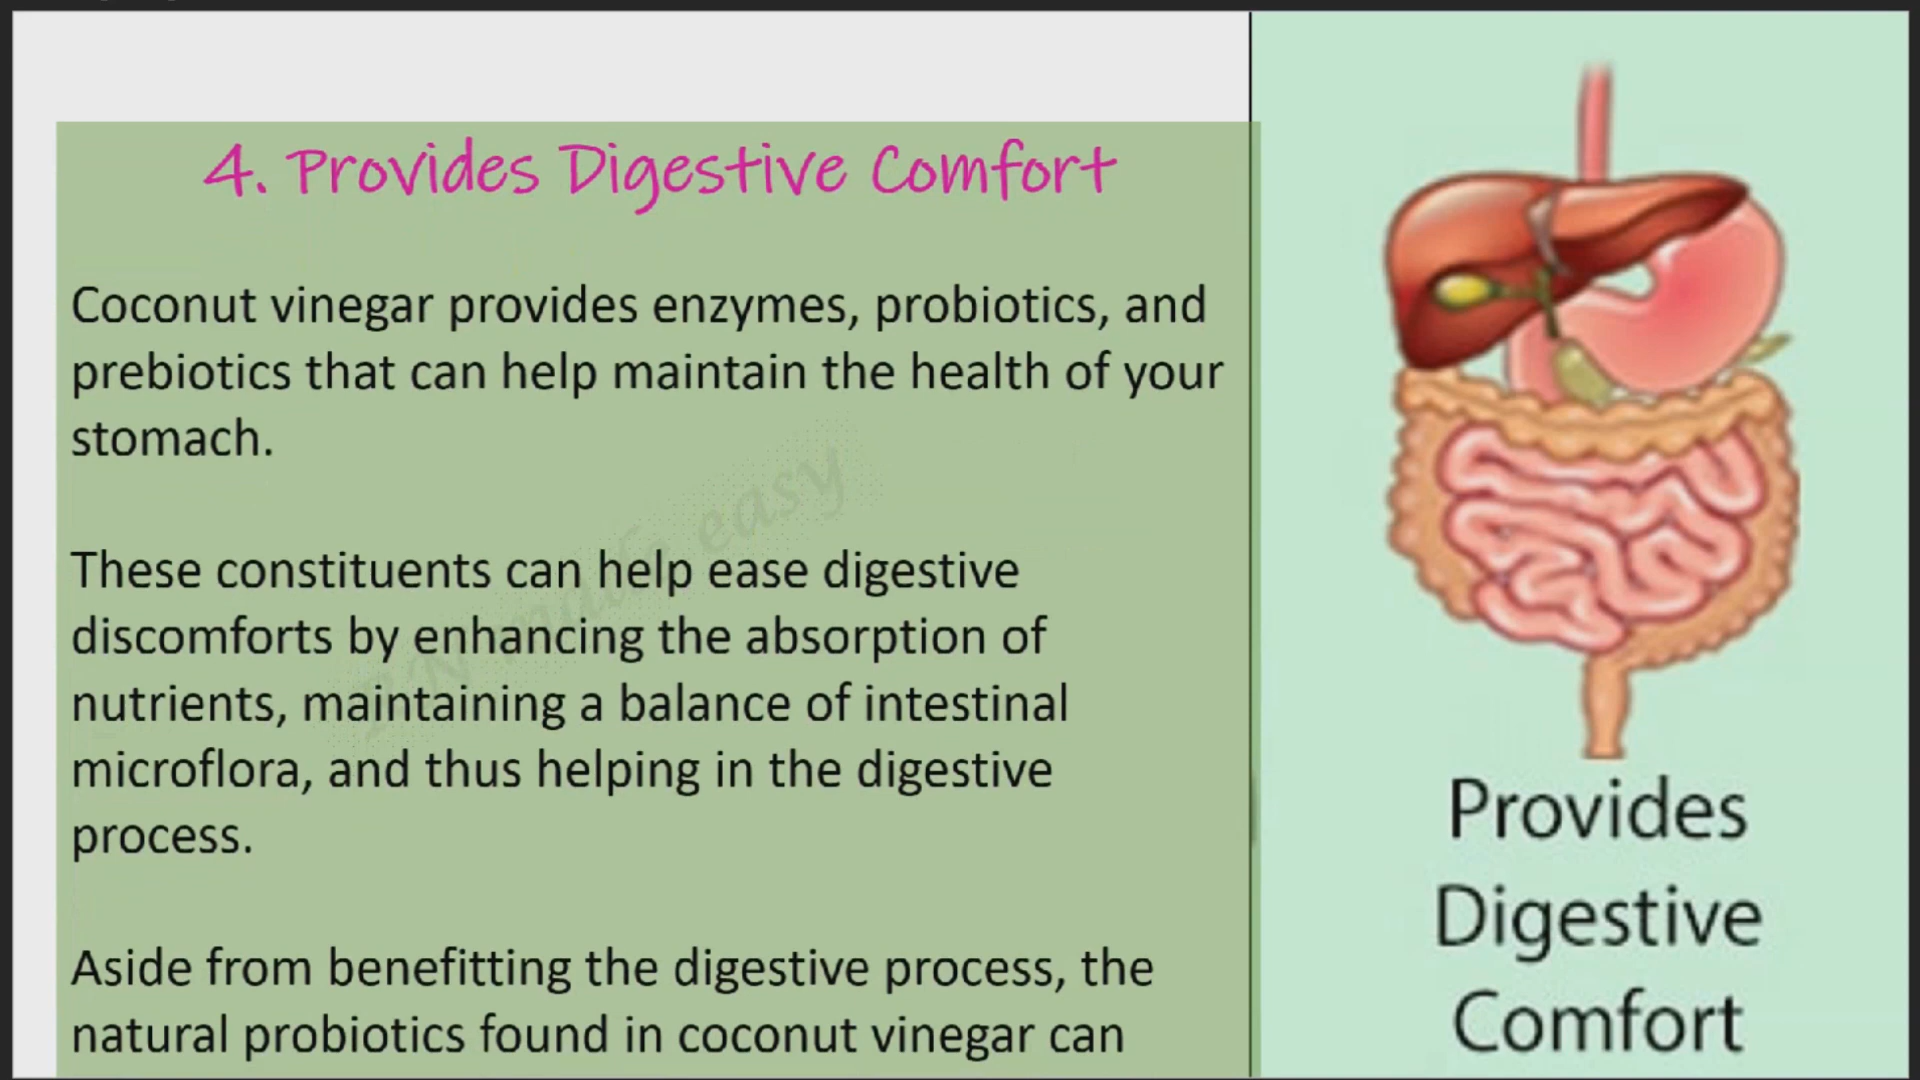 4. Provides Digestive Comfort
Coconut vinegar provides enzymes, probiotics, and
prebiotics that can help maintain the health of your
stomach.
These constituents can help ease digestive
discomforts by enhancing the absorption of
nutrients, maintaining a balance of intestinal
microflora, and thus helping in the digestive
process.
Aside from benefitting the digestive process, the
natural probiotics found in coconut vinegar can
made easy
Provides
Digestive
Comfort